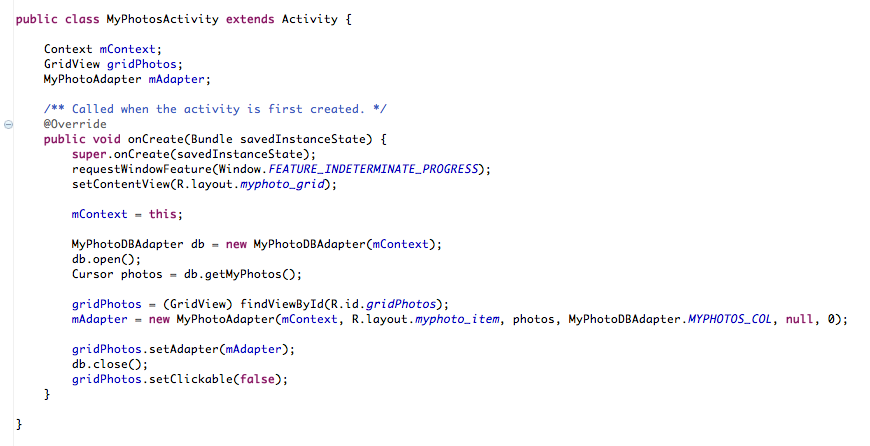 public class MyPhotosActivity extends Activity {
Context mContext;
GridView gridPhotos;
MyPhotoAdapter mAdapter;
/** Called when the activity is first created. */
@Override
public void onCreate(Bundle savedInstanceState) {
super.onCreate(savedInstanceState);
requestWindowFeature(Window.FEATURE_INDETERMINATE_PROGRESS);
setContentView(R.layout.myphoto_grid);
mContext = this;
MyPhotoDBAdapter db = new MyPhotoDBAdapter(mContext);
db.open();
Cursor photos = db.getMyPhotos();
gridPhotos = (GridView) findViewById(R.id.gridPhotos);
mAdapter = new MyPhotoAdapter(mContext, R.layout.myphoto_item, photos, MyPhotoDBAdapter.MYPHOTOS_COL, null, 0);
gridPhotos.setAdapter(mAdapter);
db.close();
gridPhotos.setClickable(false);
}
}